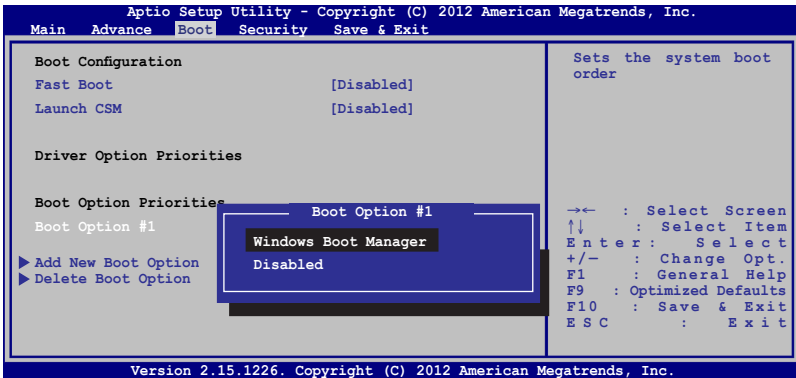 Aptio Setup Utility - Copyright (C) 2012 American Megatrends, Inc.
Main Advance Boot Security Save & Exit
Boot Configuration
Fast Boot [Disabled]
Launch CSM [Disabled]
Driver Option Priorities
Boot Option Priorities
Boot Option #1
Add New Boot Option
Delete Boot Option
Boot Option #1
Windows Boot Manager
Disabled
Sets the system boot
order
→← : Select Screen
↑↓ : Select Item
Enter: Select
+/— : Change Opt.
F1 : General Help
F9 : Optimized Defaults
F10 : Save & Exit
ESC : Exit
Version 2.15.1226. Copyright (C) 2012 American Megatrends, Inc.